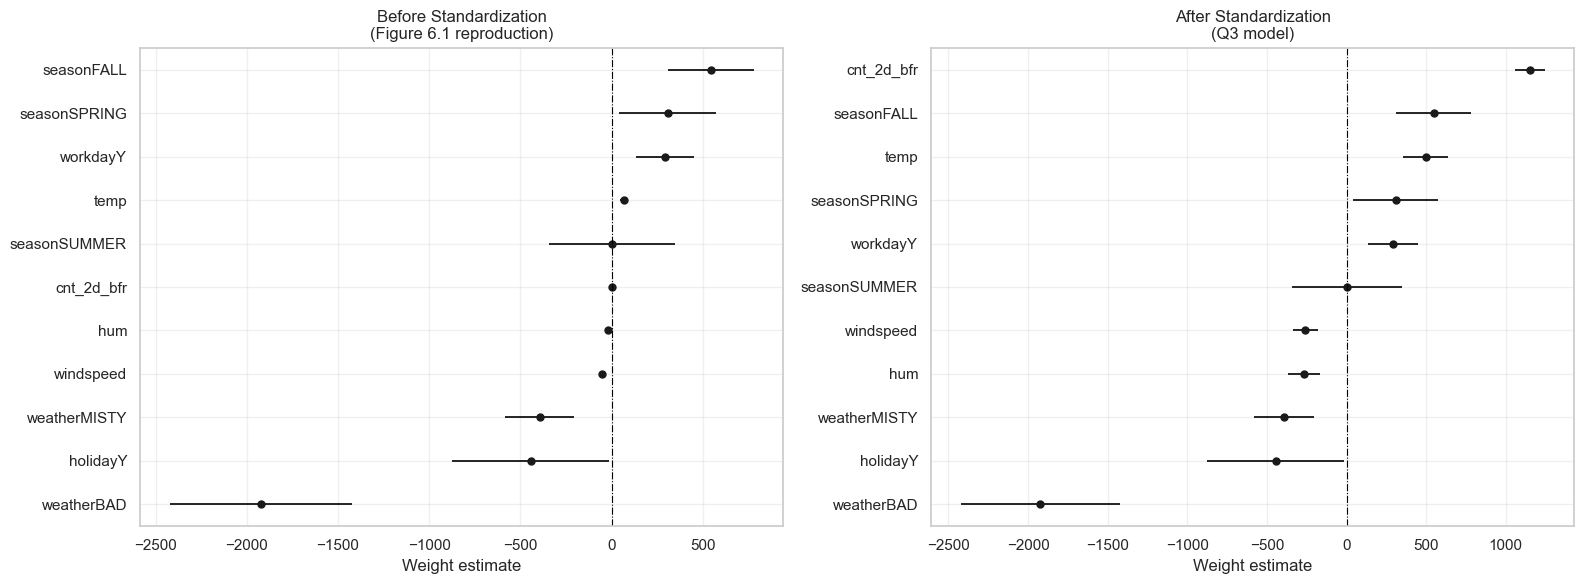 Before Standardization
(Figure 6.1 reproduction)
seasonFALL
seasonSPRING
workdayY
temp
seasonSUMMER
cnt_2d_bfr
hum
windspeed
weatherMISTY
holidayY
weatherBAD
−2500 −2000 −1500 −1000 −500 0 500
Weight estimate
After Standardization
(Q3 model)
cnt_2d_bfr
seasonFALL
temp
seasonSPRING
workdayY
seasonSUMMER
windspeed
hum
weatherMISTY
holidayY
weatherBAD
−2500 −2000 −1500 −1000 −500 0 500 1000
Weight estimate